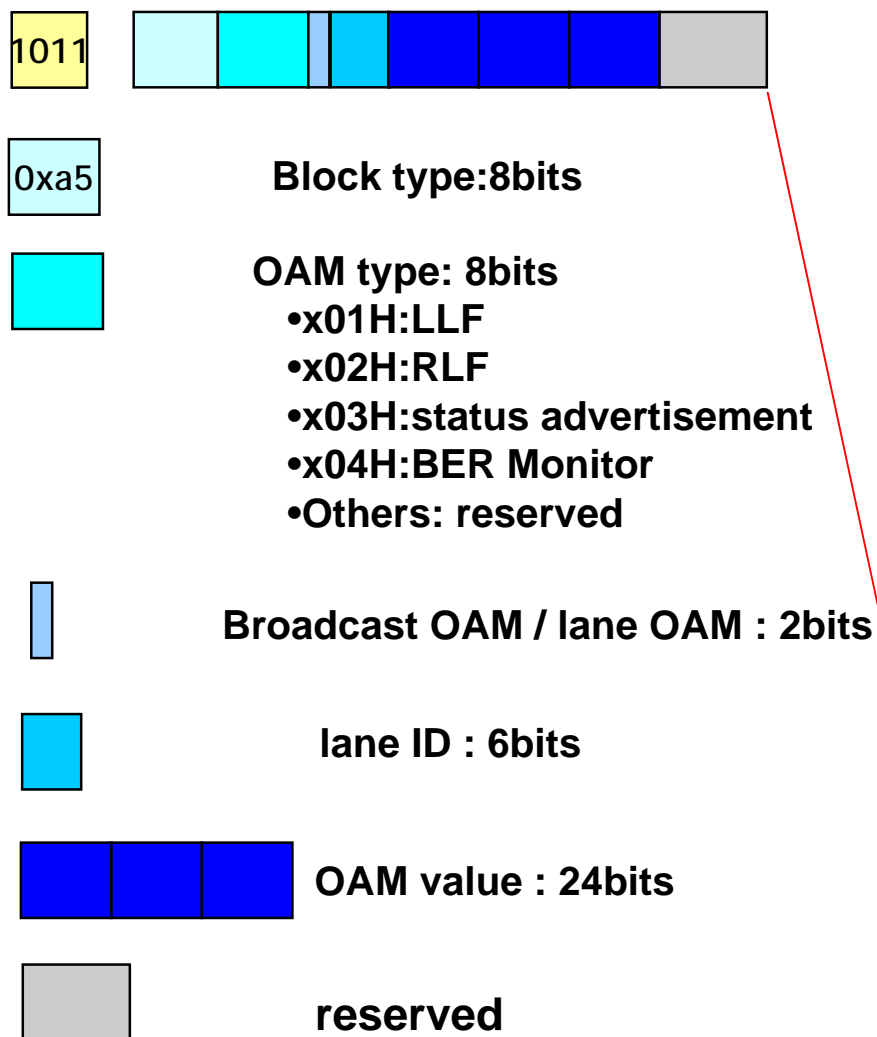 1011
0xa5
Block type:8bits
OAM type: 8bits
•x01H:LLF
•x02H:RLF
•x03H:status advertisement
•x04H:BER Monitor
•Others: reserved
Broadcast OAM / lane OAM : 2bits
lane ID : 6bits
OAM value : 24bits
reserved